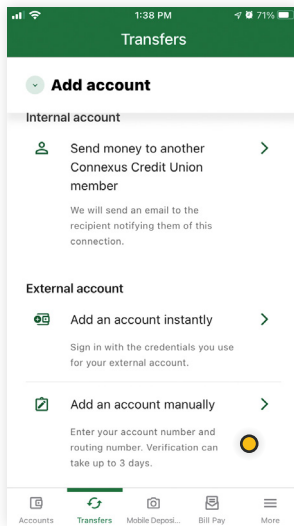 1:38 PM
71%
Transfers
Add account
Internal account
Send money to another
Connexus Credit Union
member
We will send an email to the
recipient notifying them of this
connection.
External account
Add an account instantly
Sign in with the credentials you use
for your external account.
Add an account manually
Enter your account number and
routing number. Verification can
take up to 3 days.
Accounts Transfers Mobile Deposi... Bill Pay More